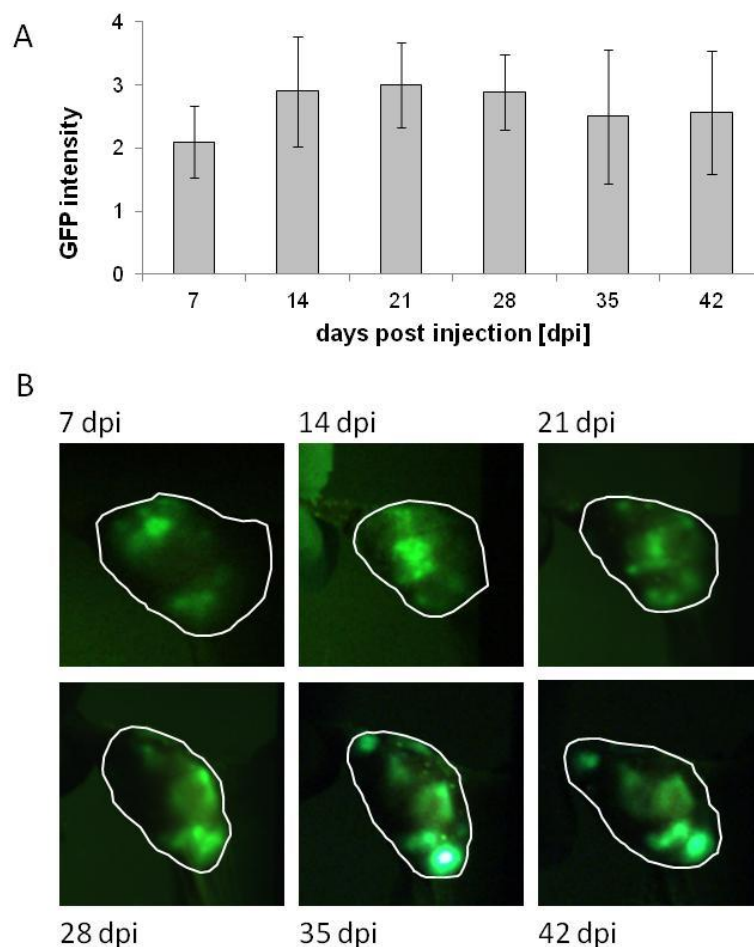 A
GFP intensity
4
3
2
1
0
7 14 21 28 35 42
days post injection [dpi]
B
7 dpi 14 dpi 21 dpi
28 dpi 35 dpi 42 dpi